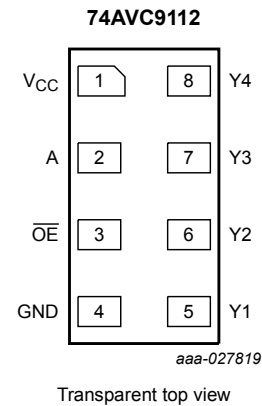 74AVC9112
VCC 1 8 Y4
A 2 7 Y3
O̅E̅ 3 6 Y2
GND 4 5 Y1
aaa-027819
Transparent top view